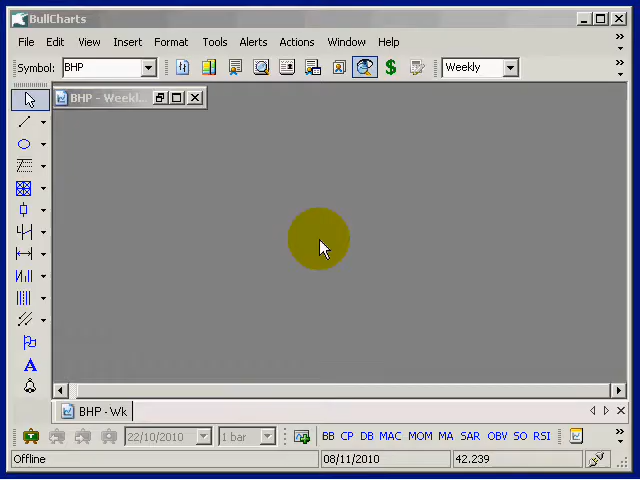 BullCharts
File Edit View Insert Format Tools Alerts Actions Window Help
Symbol: BHP Weekly
BHP - Weekl...
A
BHP - Wk
22/10/2010 1 bar BB CP DB MAC MOM MA SAR OBV SO RSI
Offline 08/11/2010 42.239